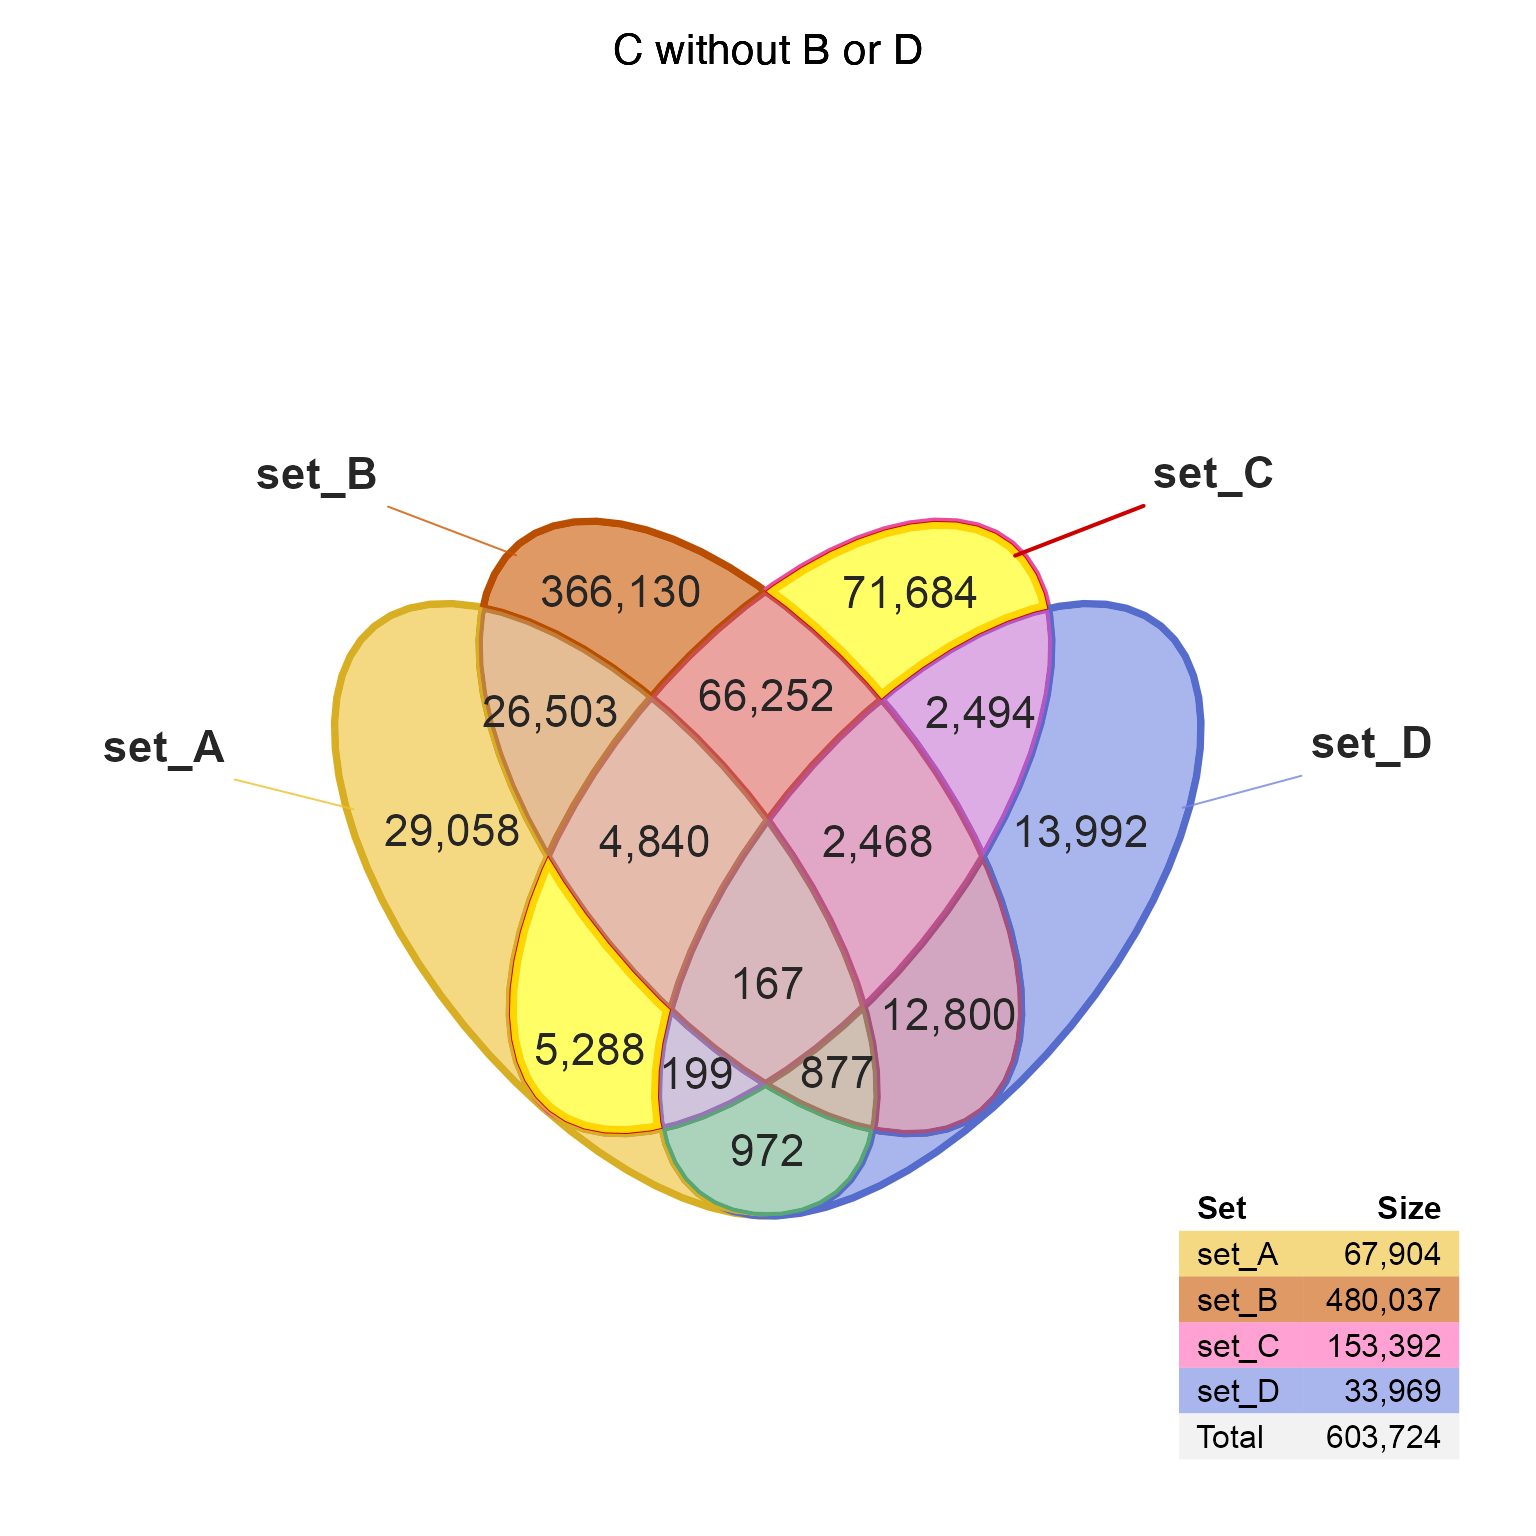 C without B or D
set_B
set_C
366,130
71,684
26,503
66,252
2,494
set_A
set_D
29,058
4,840
2,468
13,992
167
5,288
12,800
199
877
972
Set Size
set_A 67,904
set_B 480,037
set_C 153,392
set_D 33,969
Total 603,724